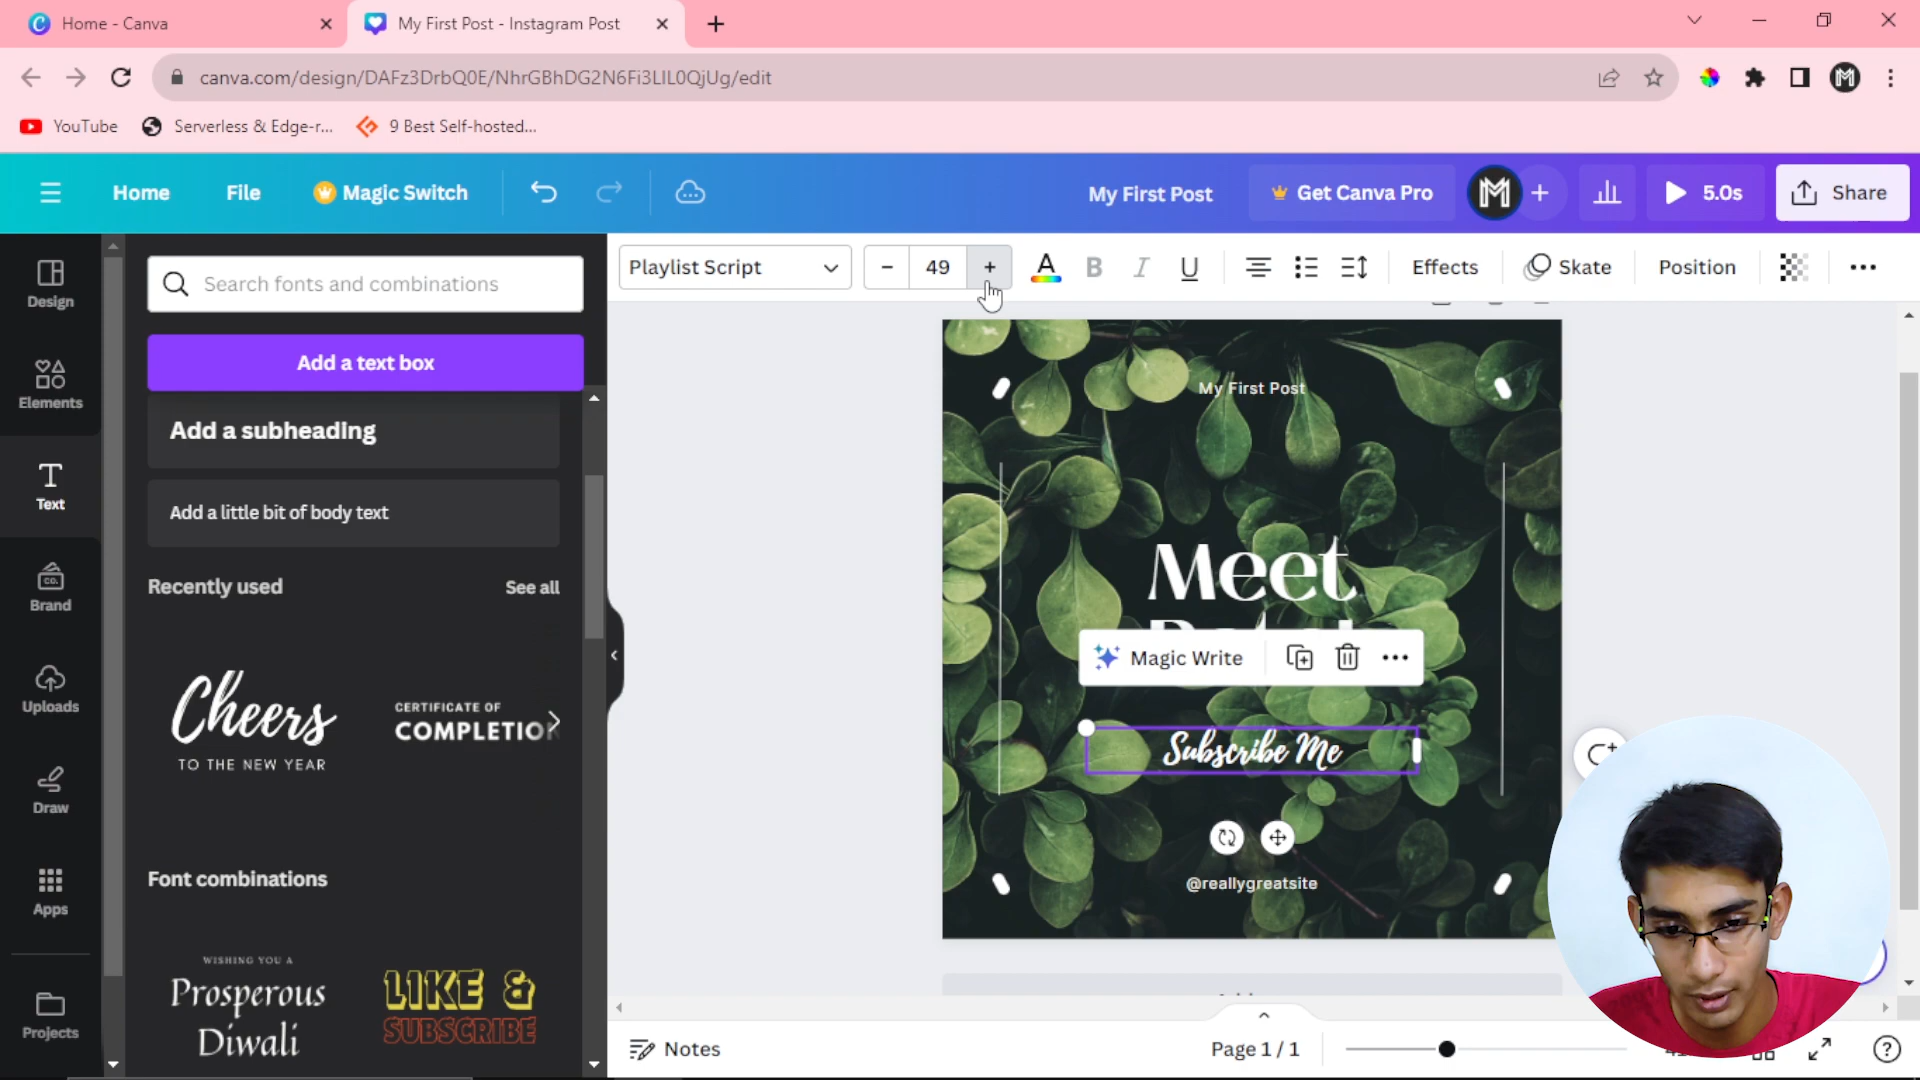 Home - Canva
My First Post - Instagram Post
canva.com/design/DAFz3DrbQ0E/NhrGBhDG2N6Fi3LIL0QjUg/edit
YouTube
Serverless & Edge-r...
9 Best Self-hosted...
Home
File
Magic Switch
My First Post
Get Canva Pro
5.0s
Share
Design
Elements
Text
Brand
Uploads
Draw
Apps
Projects
Search fonts and combinations
Add a text box
Add a subheading
Add a little bit of body text
Recently used
See all
Cheers
TO THE NEW YEAR
CERTIFICATE OF
COMPLETION
Font combinations
WISHING YOU A
Prosperous
Diwali
LIKE &
SUBSCRIBE
Playlist Script
49
Effects
Skate
Position
My First Post
Meet
Magic Write
Subscribe Me
@reallygreatsite
Notes
Page 1 / 1